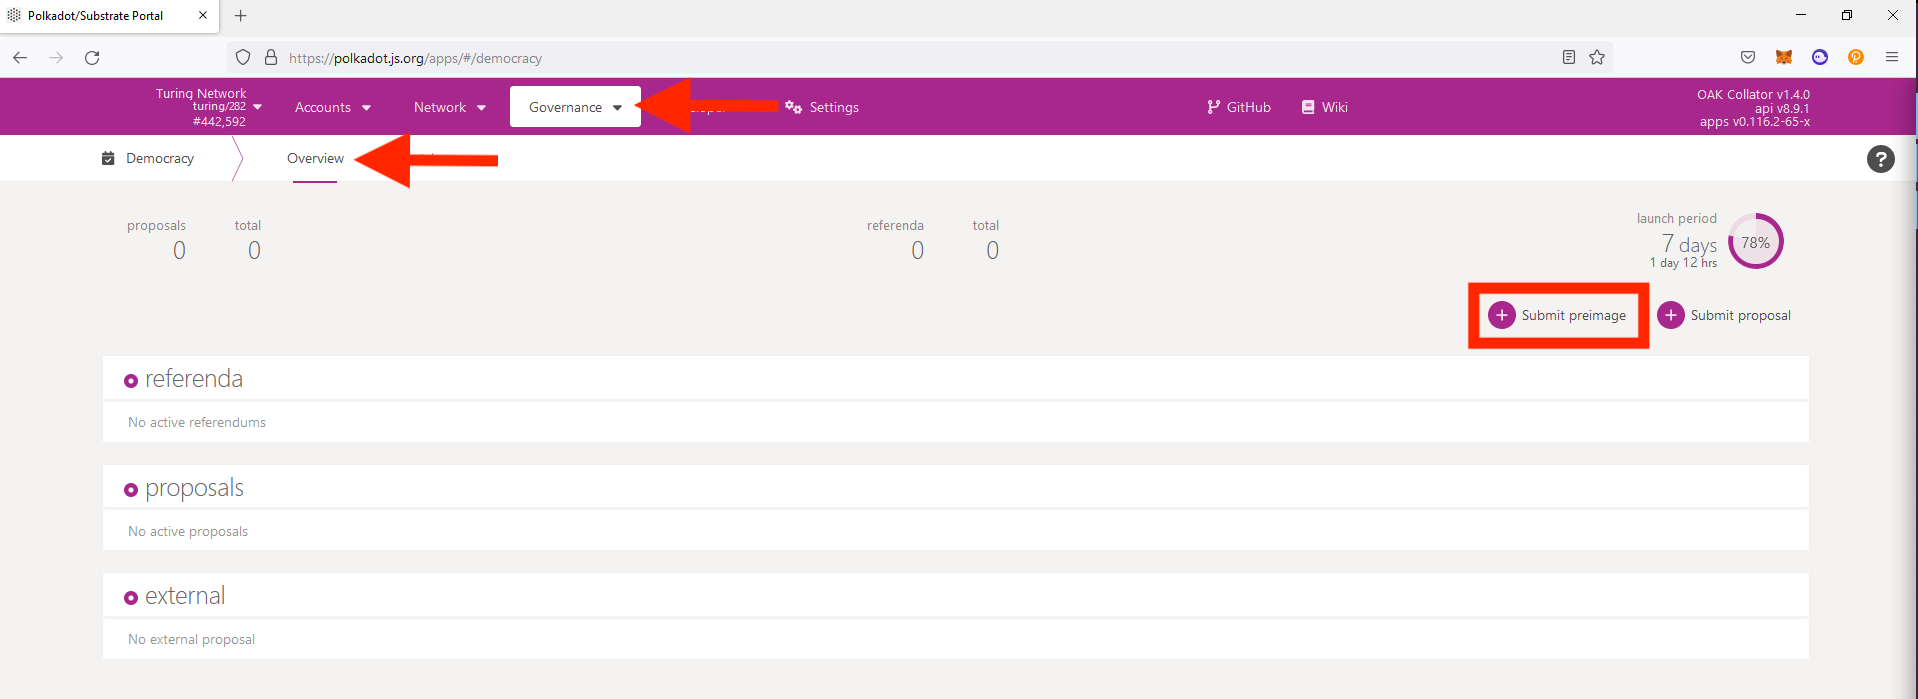 Polkadot/Substrate Portal
https://polkadot.js.org/apps/#/democracy
Turing Network
turing/282
#442,592
Accounts
Network
Governance
Settings
GitHub
Wiki
OAK Collator v1.4.0
api v8.9.1
apps v0.116.2-65-x
Democracy
Overview
proposals
0
total
0
referenda
0
total
0
launch period
7 days
1 day 12 hrs
78%
Submit preimage
Submit proposal
referenda
No active referendums
proposals
No active proposals
external
No external proposal